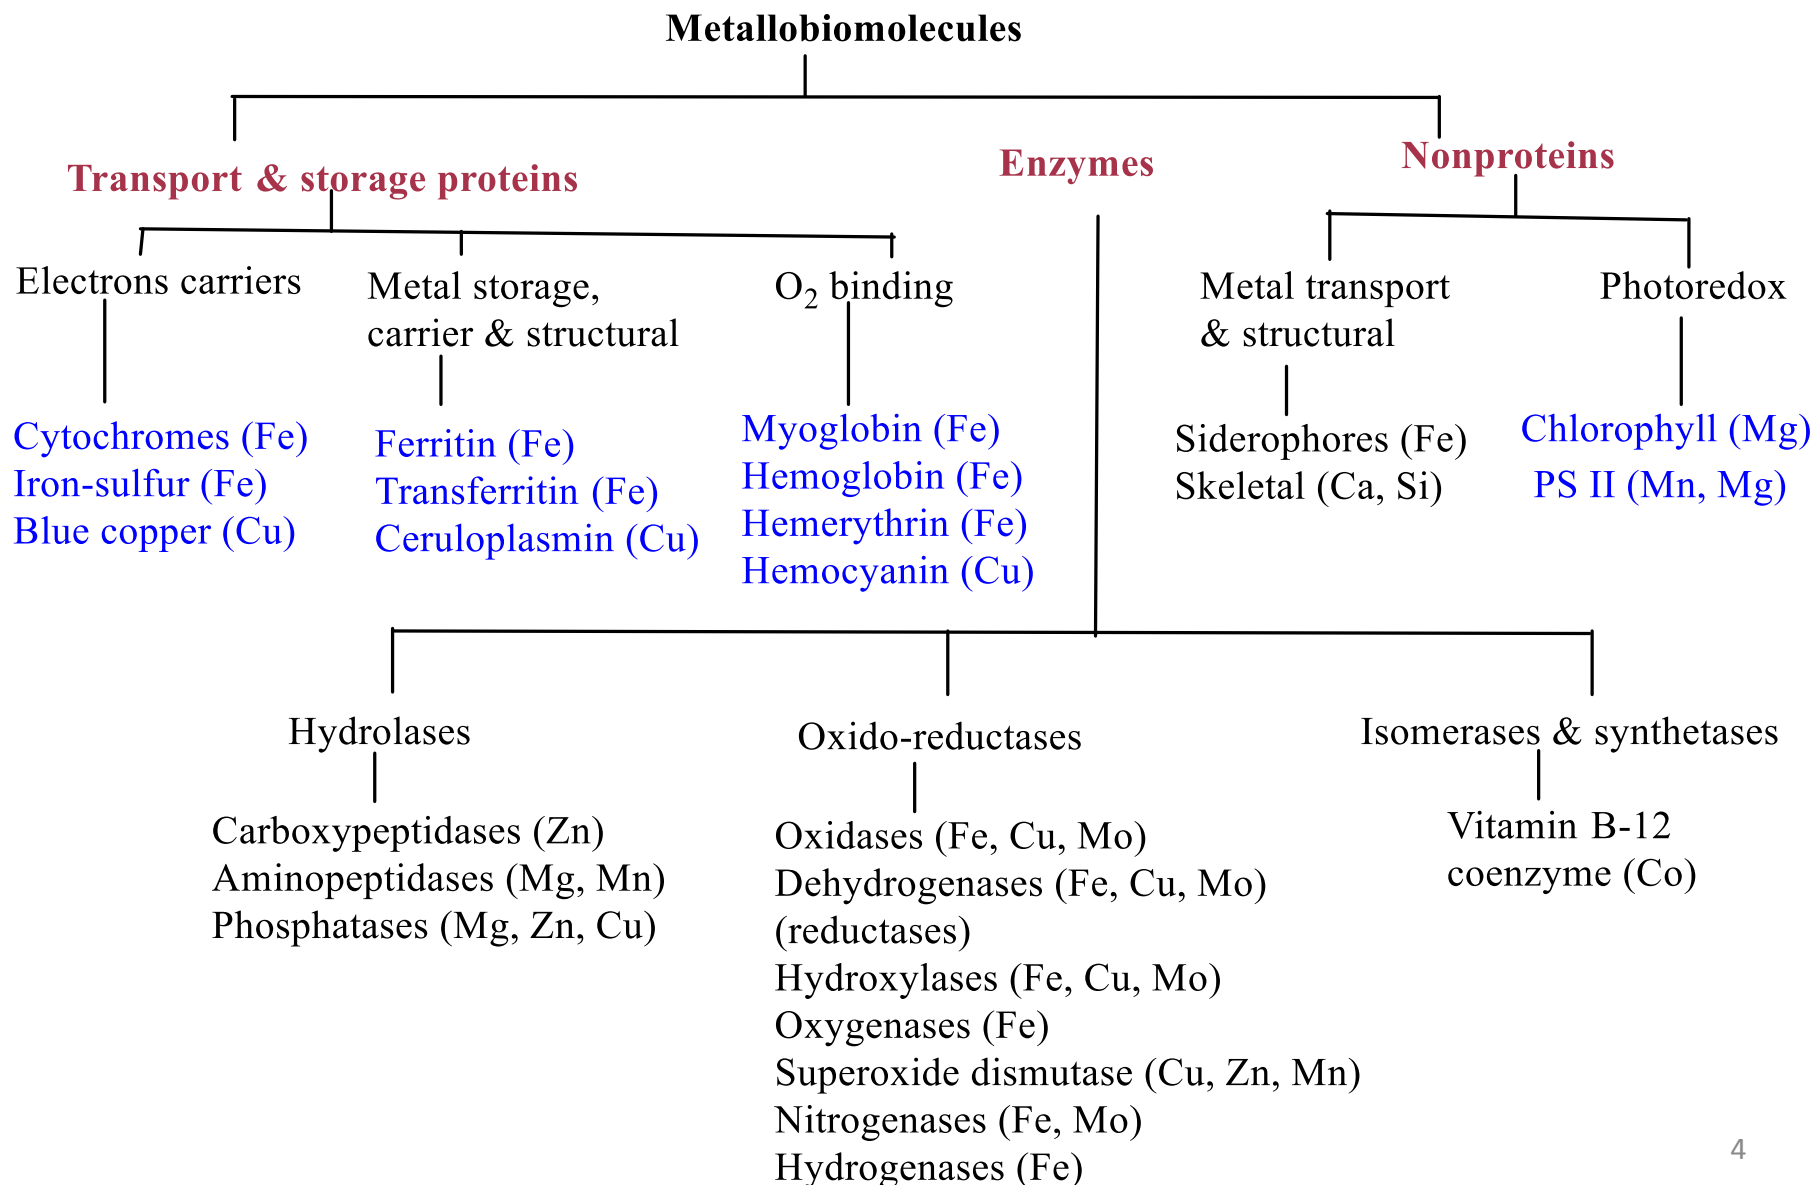 Metallobiomolecules
Transport & storage proteins
Enzymes
Nonproteins
Electrons carriers
Metal storage,
carrier & structural
O₂ binding
Metal transport
& structural
Photoredox
Cytochromes (Fe)
Iron-sulfur (Fe)
Blue copper (Cu)
Ferritin (Fe)
Transferritin (Fe)
Ceruloplasmin (Cu)
Myoglobin (Fe)
Hemoglobin (Fe)
Hemerythrin (Fe)
Hemocyanin (Cu)
Siderophores (Fe)
Skeletal (Ca, Si)
Chlorophyll (Mg)
PS II (Mn, Mg)
Hydrolases
Oxido-reductases
Isomerases & synthetases
Carboxypeptidases (Zn)
Aminopeptidases (Mg, Mn)
Phosphatases (Mg, Zn, Cu)
Oxidases (Fe, Cu, Mo)
Dehydrogenases (Fe, Cu, Mo)
(reductases)
Hydroxylases (Fe, Cu, Mo)
Oxygenases (Fe)
Superoxide dismutase (Cu, Zn, Mn)
Nitrogenases (Fe, Mo)
Hydrogenases (Fe)
Vitamin B-12
coenzyme (Co)
4